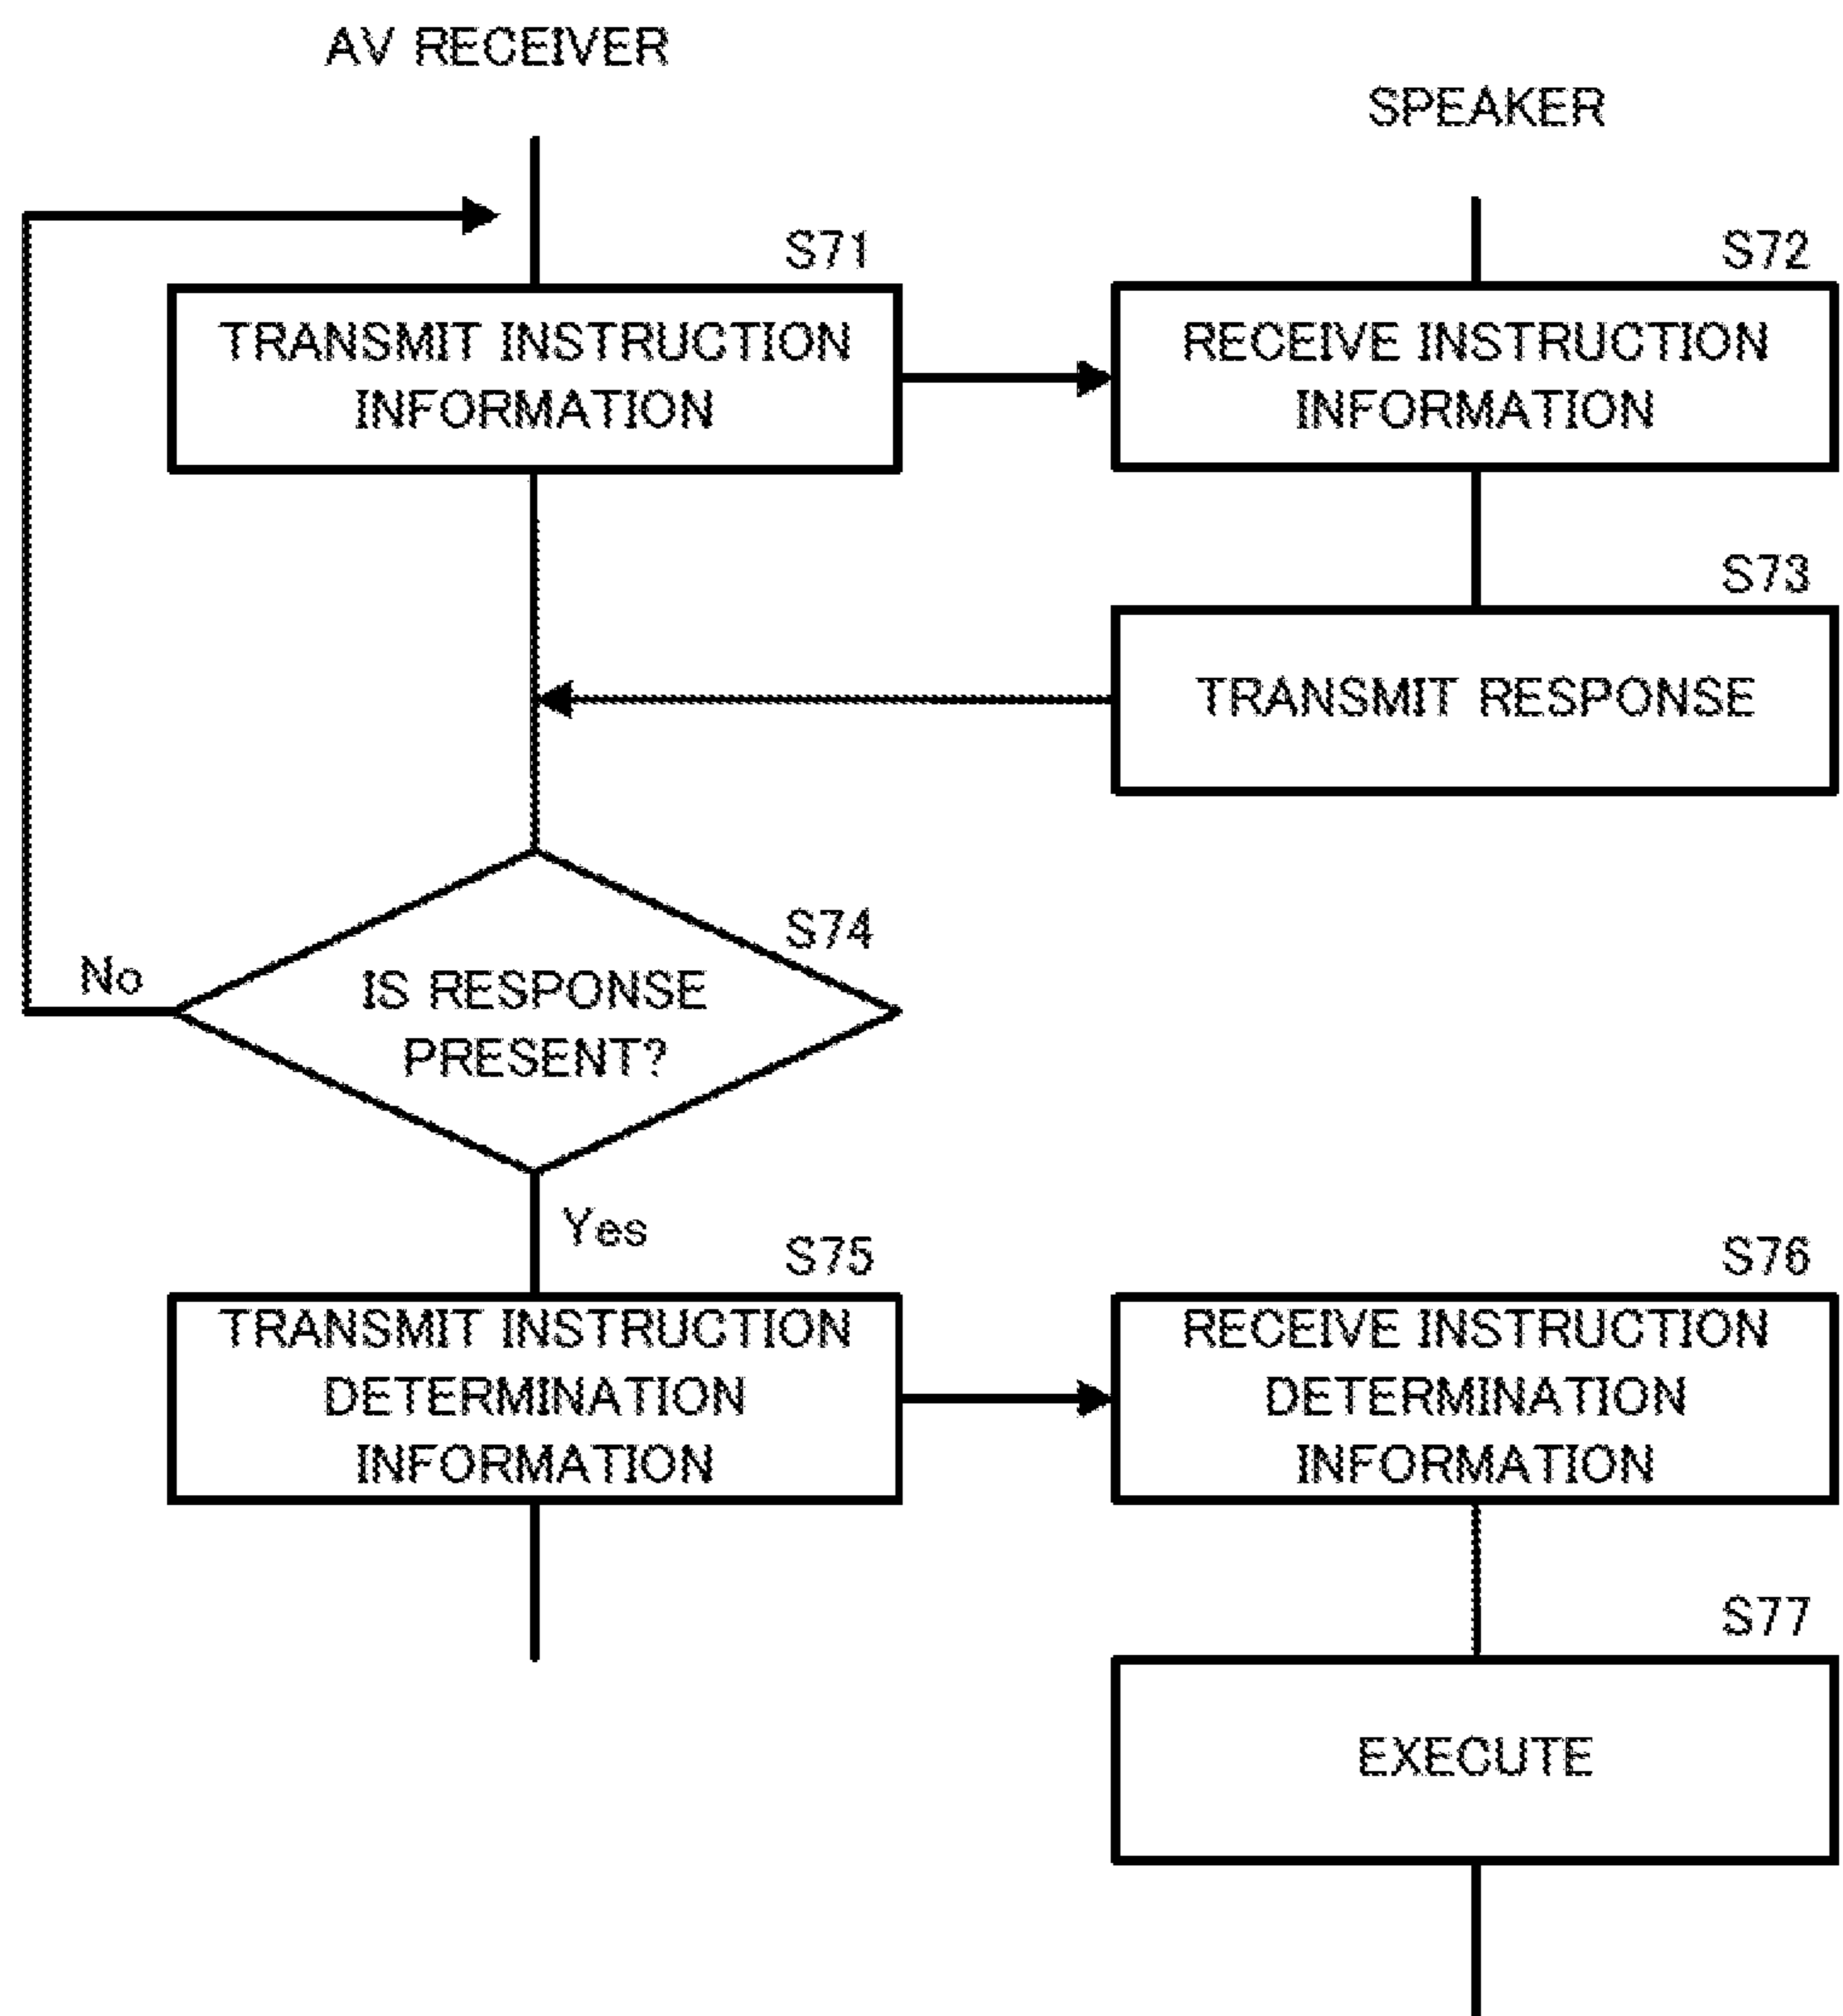 AV RECEIVER
SPEAKER
S71
S72
TRANSMIT INSTRUCTION
INFORMATION
RECEIVE INSTRUCTION
INFORMATION
S73
TRANSMIT RESPONSE
S74
No
IS RESPONSE
PRESENT?
Yes
S75
S76
TRANSMIT INSTRUCTION
DETERMINATION
INFORMATION
RECEIVE INSTRUCTION
DETERMINATION
INFORMATION
S77
EXECUTE